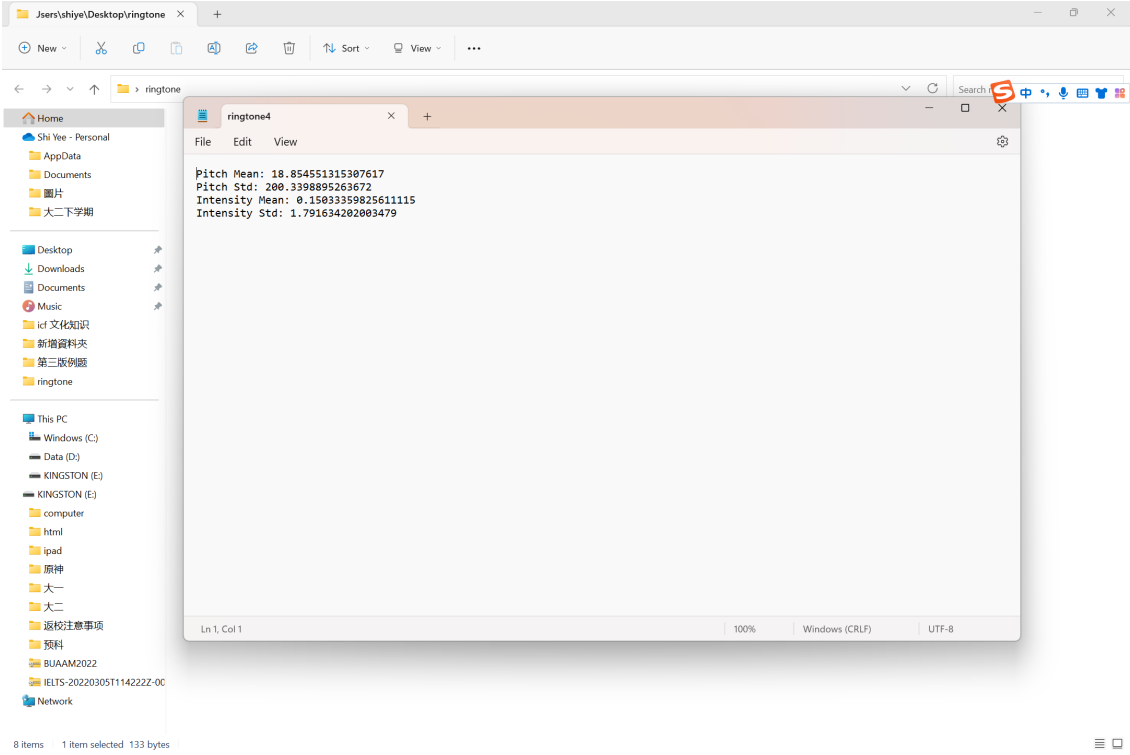 Jsers\shiye\Desktop\ringtone
New
Sort
View
ringtone
Search
中
ringtone4
File
Edit
View
Pitch Mean: 18.854551315307617
Pitch Std: 200.3398895263672
Intensity Mean: 0.15033359825611115
Intensity Std: 1.791634202003479
Ln 1, Col 1
100%
Windows (CRLF)
UTF-8
Home
Shi Yee - Personal
AppData
Documents
圖片
大二下学期
Desktop
Downloads
Documents
Music
icf 文化知识
新增資料夾
第三版例题
ringtone
This PC
Windows (C:)
Data (D:)
KINGSTON (E:)
KINGSTON (E:)
computer
html
ipad
原神
大一
大二
返校注意事项
预科
BUAAM2022
IELTS-20220305T114222Z-00
Network
8 items
1 item selected 133 bytes